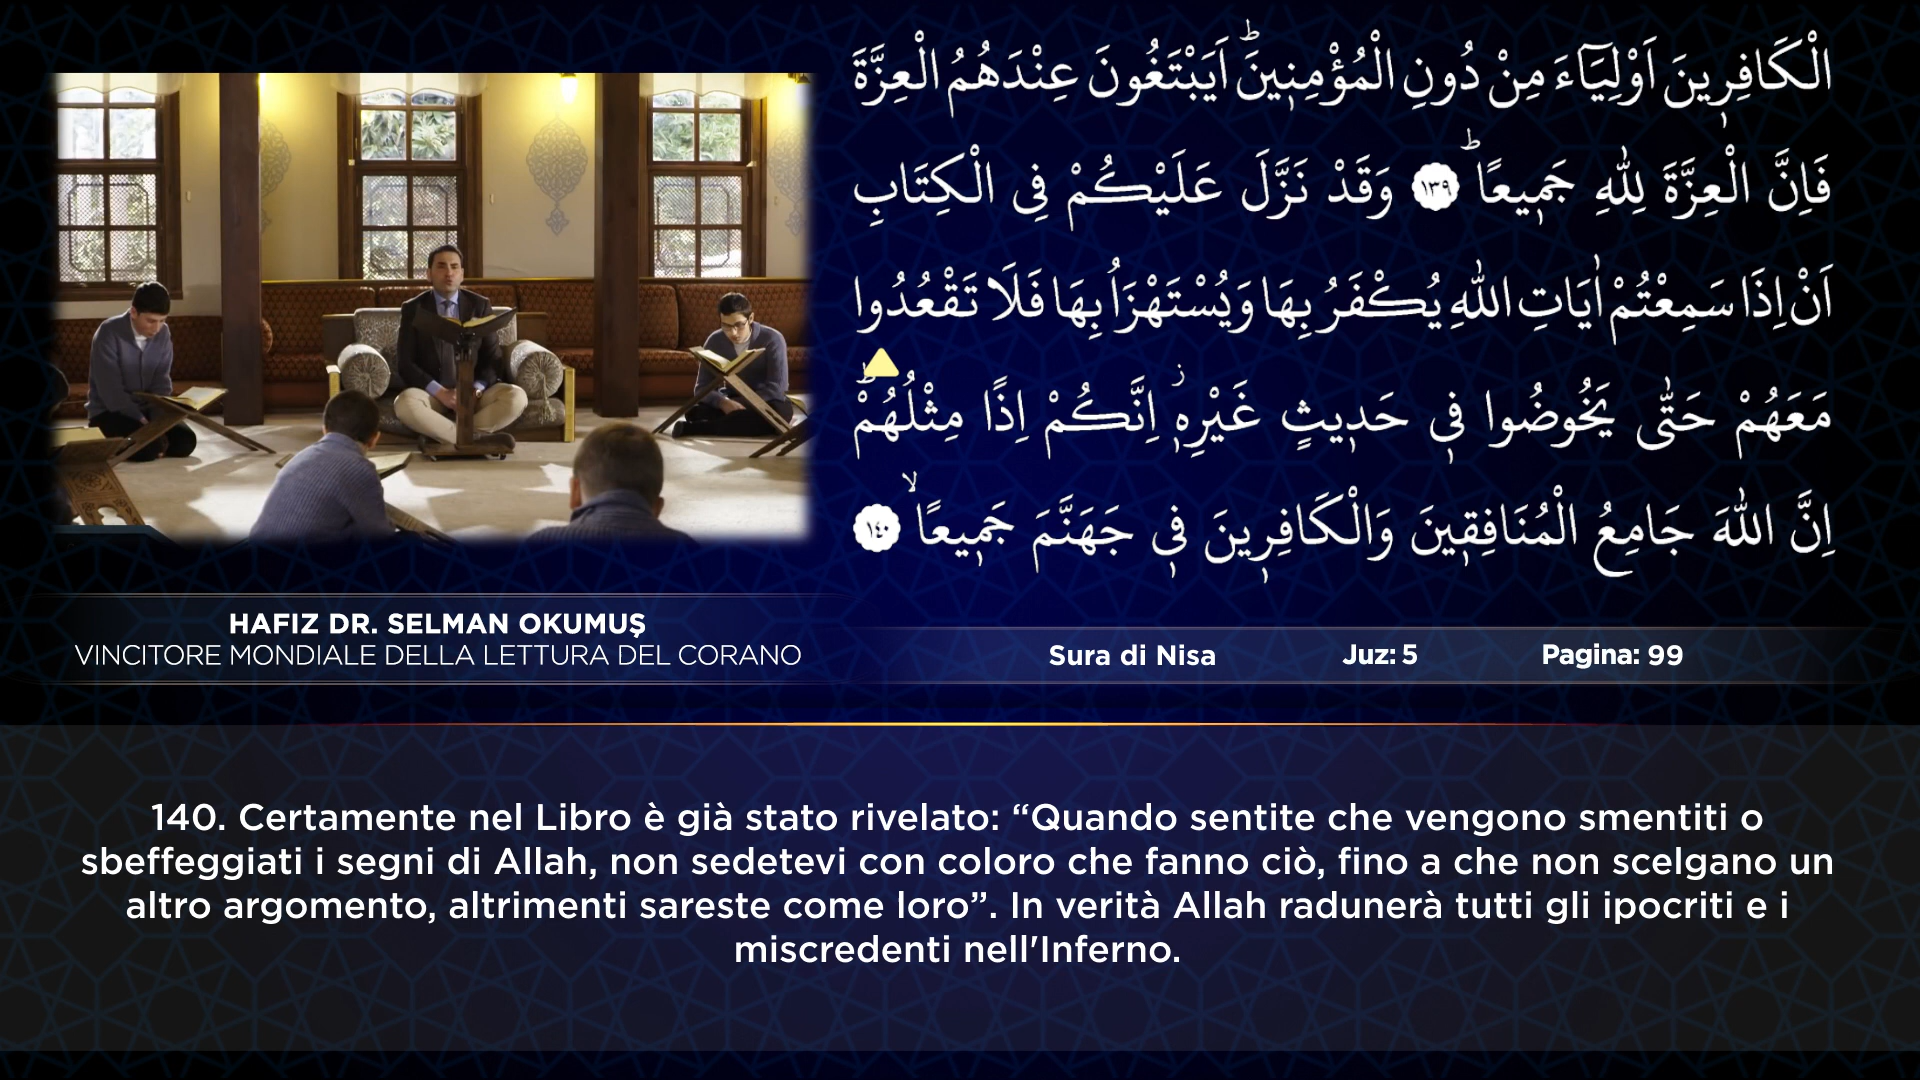 الْكَافِرِينَ اَوْلِيَٓاءَ مِنْ دُونِ الْمُؤْمِنِينَۜ اَيَبْتَغُونَ عِنْدَهُمُ الْعِزَّةَ
فَاِنَّ الْعِزَّةَ لِلّٰهِ جَمِيعًاۜ ﴿١٣٩﴾ وَقَدْ نَزَّلَ عَلَيْكُمْ فِى الْكِتَابِ
اَنْ اِذَا سَمِعْتُمْ اٰيَاتِ اللّٰهِ يُكْفَرُ بِهَا وَيُسْتَهْزَاُ بِهَا فَلَا تَقْعُدُوا
مَعَهُمْ حَتّٰى يَخُوضُوا فِي حَدِيثٍ غَيْرِهِۘ اِنَّكُمْ اِذًا مِثْلُهُمْۜ
اِنَّ اللّٰهَ جَامِعُ الْمُنَافِقِينَ وَالْكَافِرِينَ فِي جَهَنَّمَ جَمِيعًاۙ ﴿١٤٠﴾
HAFIZ DR. SELMAN OKUMUŞ
VINCITORE MONDIALE DELLA LETTURA DEL CORANO
Sura di Nisa Juz: 5 Pagina: 99
140. Certamente nel Libro è già stato rivelato: “Quando sentite che vengono smentiti o
sbeffeggiati i segni di Allah, non sedetevi con coloro che fanno ciò, fino a che non scelgano un
altro argomento, altrimenti sareste come loro”. In verità Allah radunerà tutti gli ipocriti e i
miscredenti nell'Inferno.